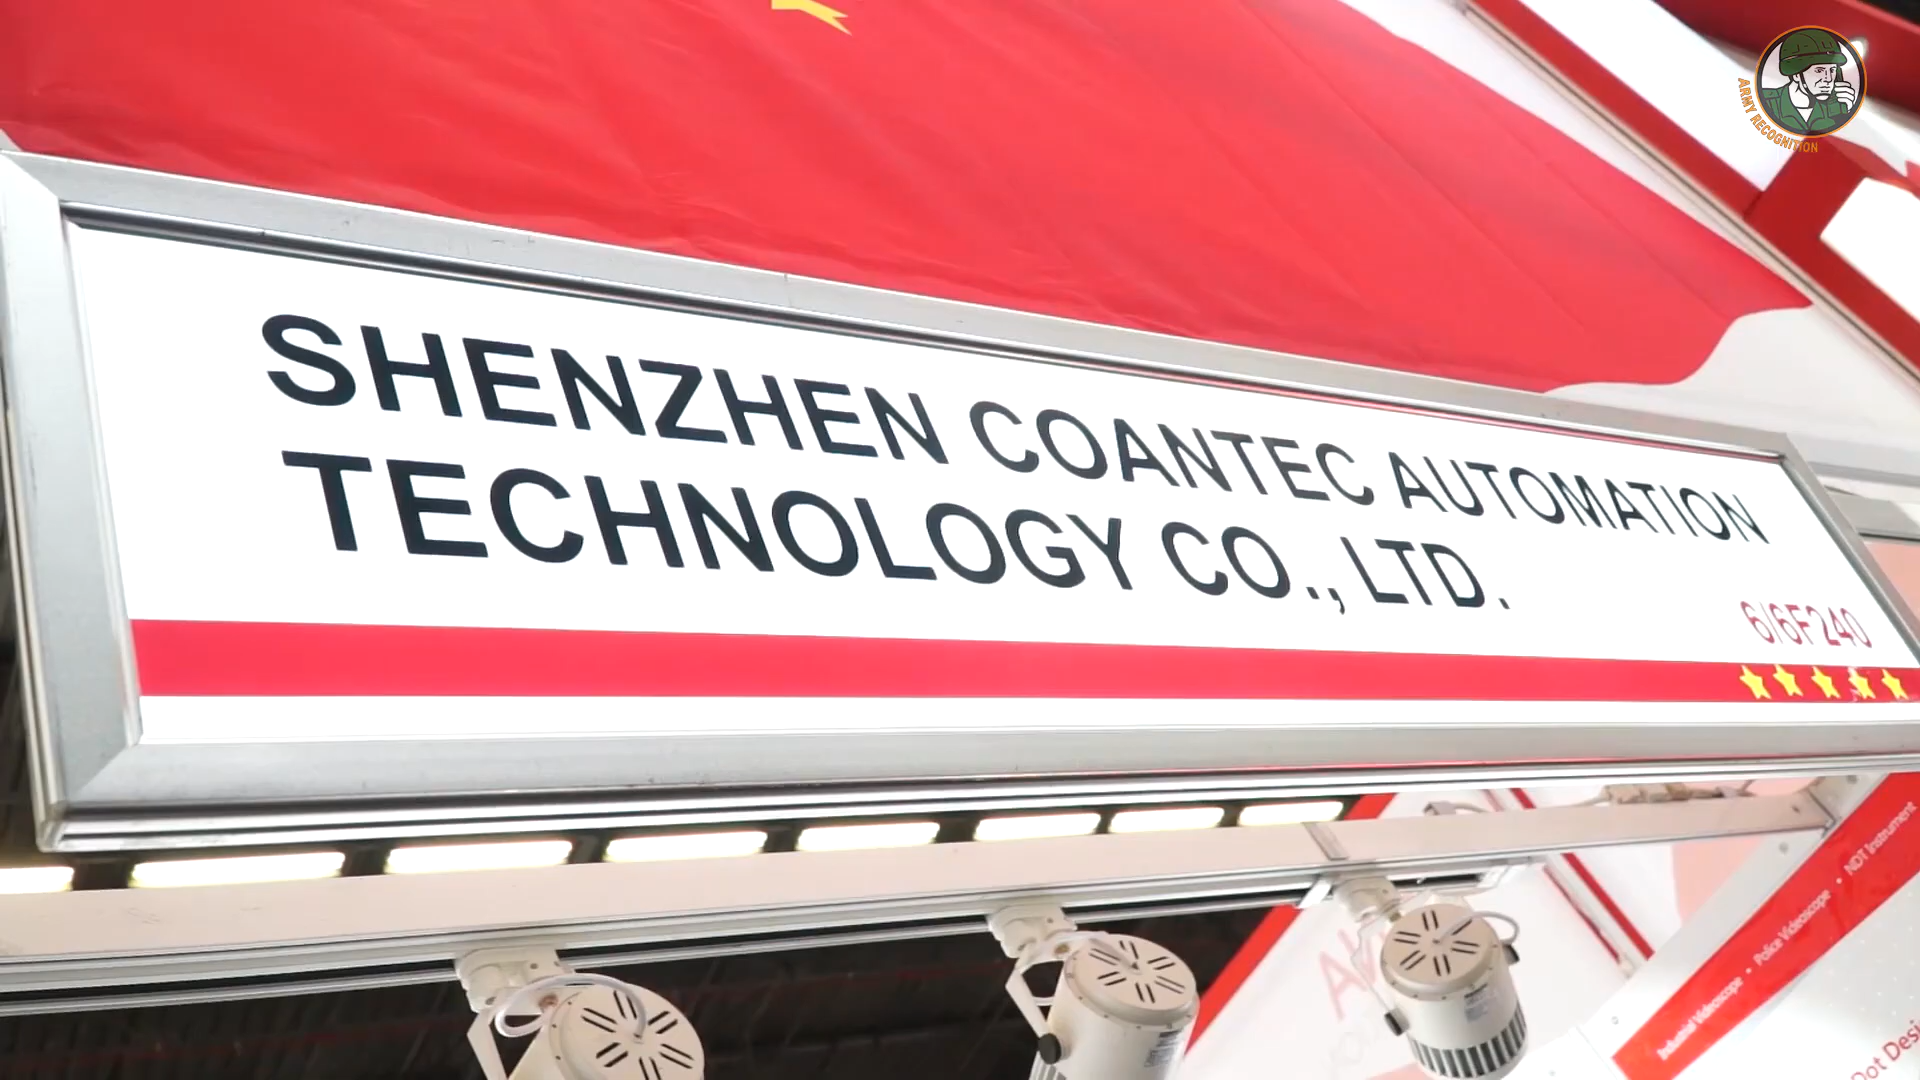 ARMY RECOGNITION
SHENZHEN COANTEC AUTOMATION
TECHNOLOGY CO., LTD.
6/6F240
Industrial Videoscope • Police Videoscope • NDT Instrument